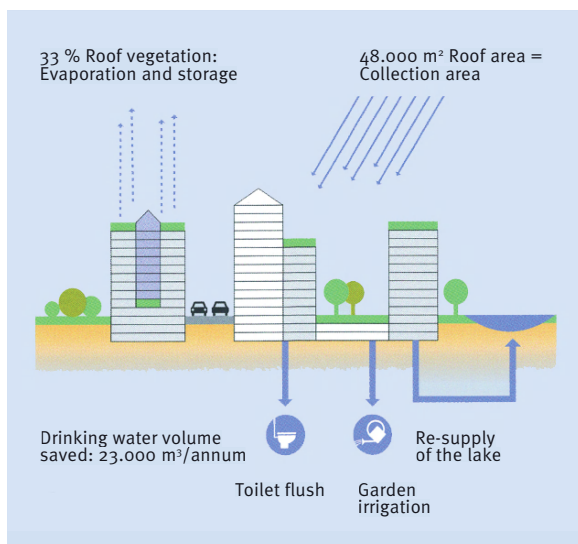 33 % Roof vegetation:
Evaporation and storage
48.000 m² Roof area =
Collection area
Drinking water volume
saved: 23.000 m³/annum
Toilet flush
Garden
irrigation
Re-supply
of the lake